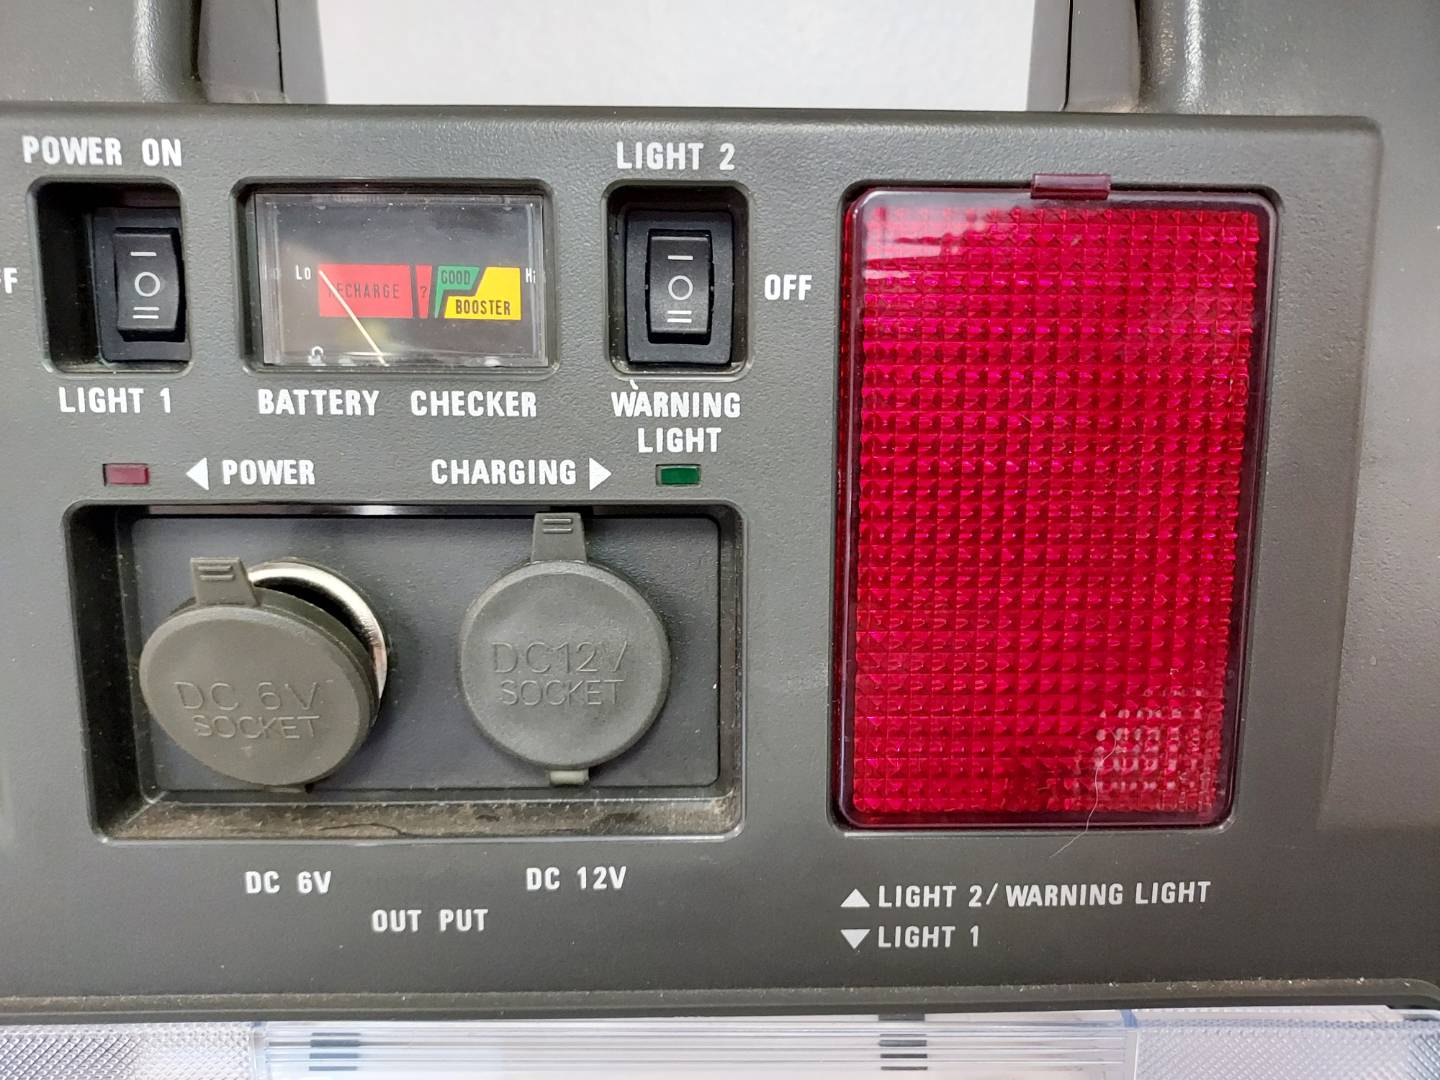 POWER ON
LIGHT 2
FF
Lo
RECHARGE
?
GOOD
BOOSTER
Hi
OFF
LIGHT 1
BATTERY CHECKER
WARNING
LIGHT
◀ POWER
CHARGING ▶
DC 6V
SOCKET
DC12V
SOCKET
DC 6V
DC 12V
OUT PUT
▲ LIGHT 2/WARNING LIGHT
▼ LIGHT 1